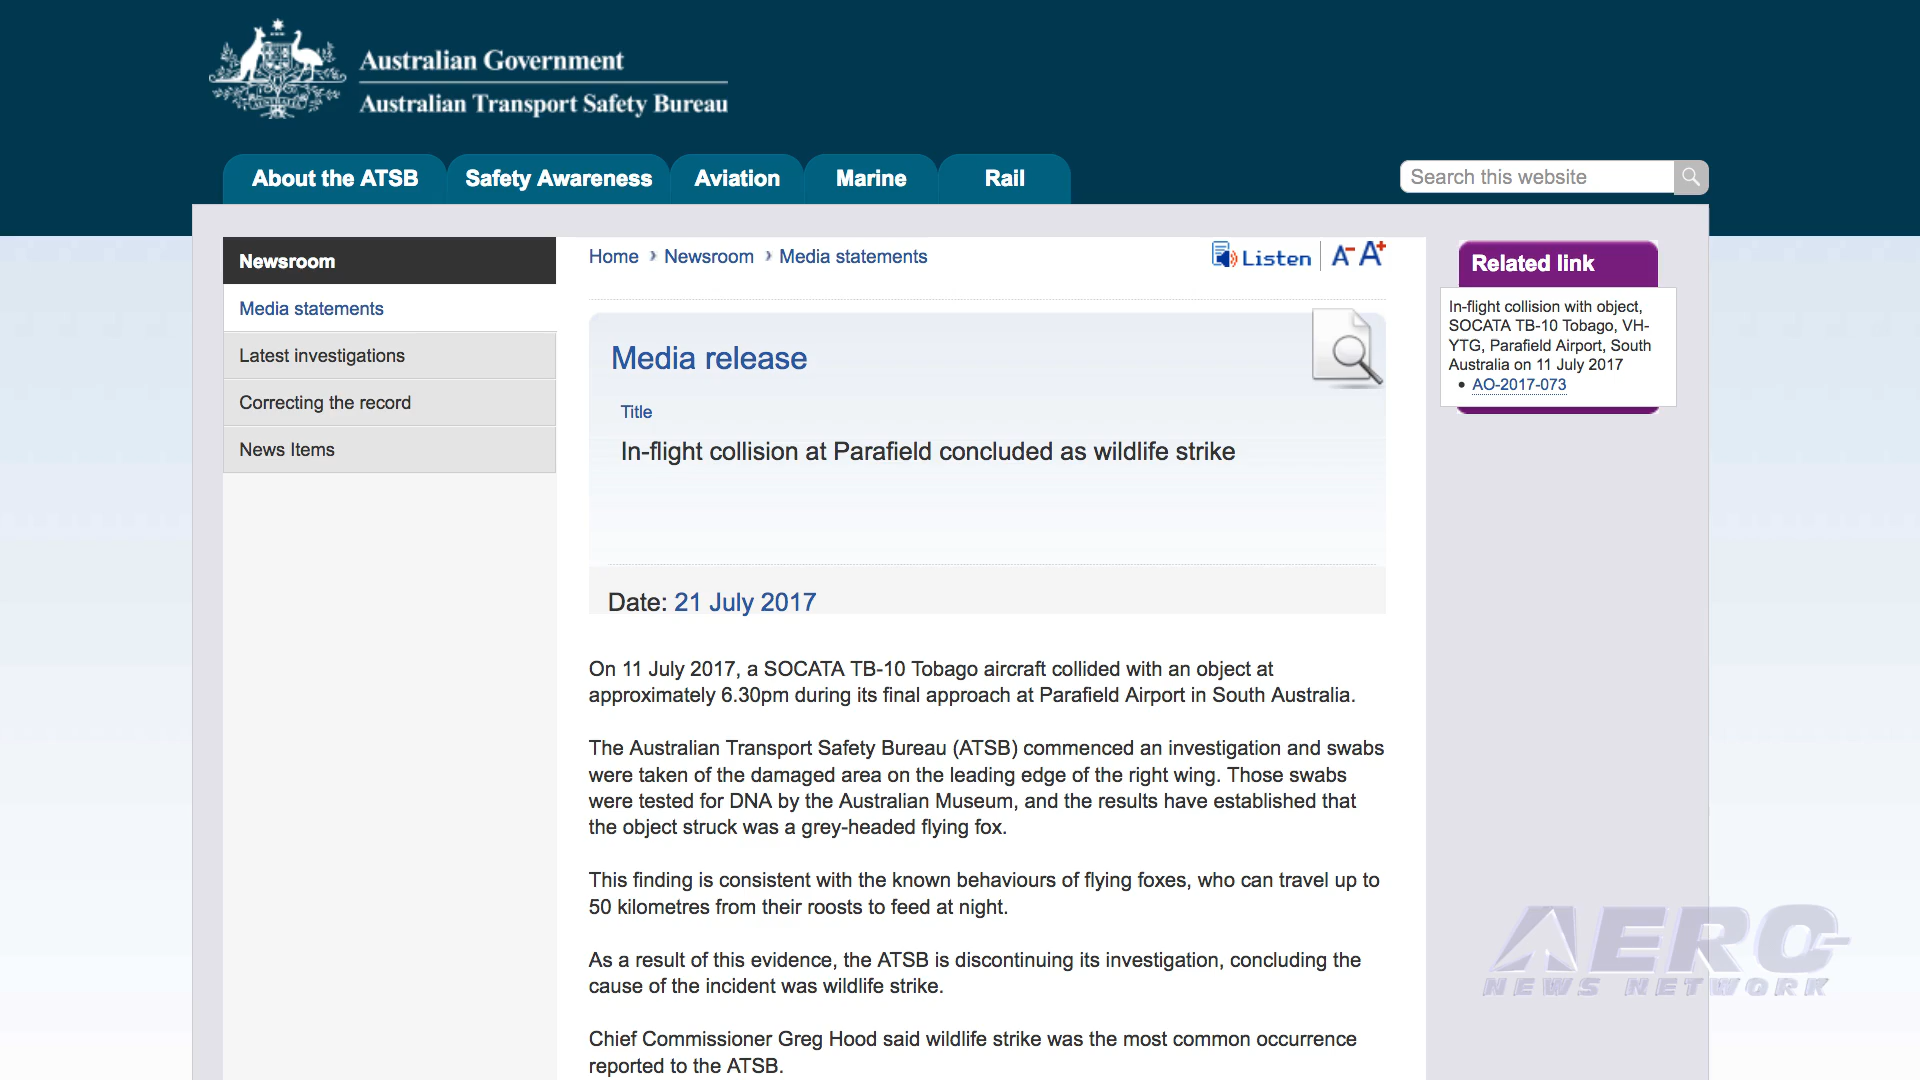 Australian Government
Australian Transport Safety Bureau
About the ATSB
Safety Awareness
Aviation
Marine
Rail
Search this website
Newsroom
Media statements
Latest investigations
Correcting the record
News Items
Home › Newsroom › Media statements
Listen
A- A+
Media release
Title
In-flight collision at Parafield concluded as wildlife strike
Date: 21 July 2017
On 11 July 2017, a SOCATA TB-10 Tobago aircraft collided with an object at
approximately 6.30pm during its final approach at Parafield Airport in South Australia.
The Australian Transport Safety Bureau (ATSB) commenced an investigation and swabs
were taken of the damaged area on the leading edge of the right wing. Those swabs
were tested for DNA by the Australian Museum, and the results have established that
the object struck was a grey-headed flying fox.
This finding is consistent with the known behaviours of flying foxes, who can travel up to
50 kilometres from their roosts to feed at night.
As a result of this evidence, the ATSB is discontinuing its investigation, concluding the
cause of the incident was wildlife strike.
Chief Commissioner Greg Hood said wildlife strike was the most common occurrence
reported to the ATSB.
Related link
In-flight collision with object,
SOCATA TB-10 Tobago, VH-
YTG, Parafield Airport, South
Australia on 11 July 2017
• AO-2017-073
AERO-
NEWS NETWORK